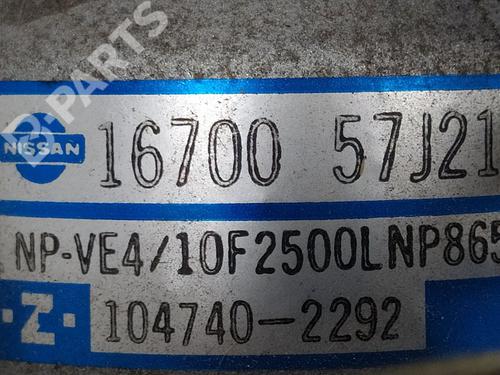 B-PARTS
NISSAN 16700 57J21
NP-VE4/10F2500LNP865
·Z· 104740-2292